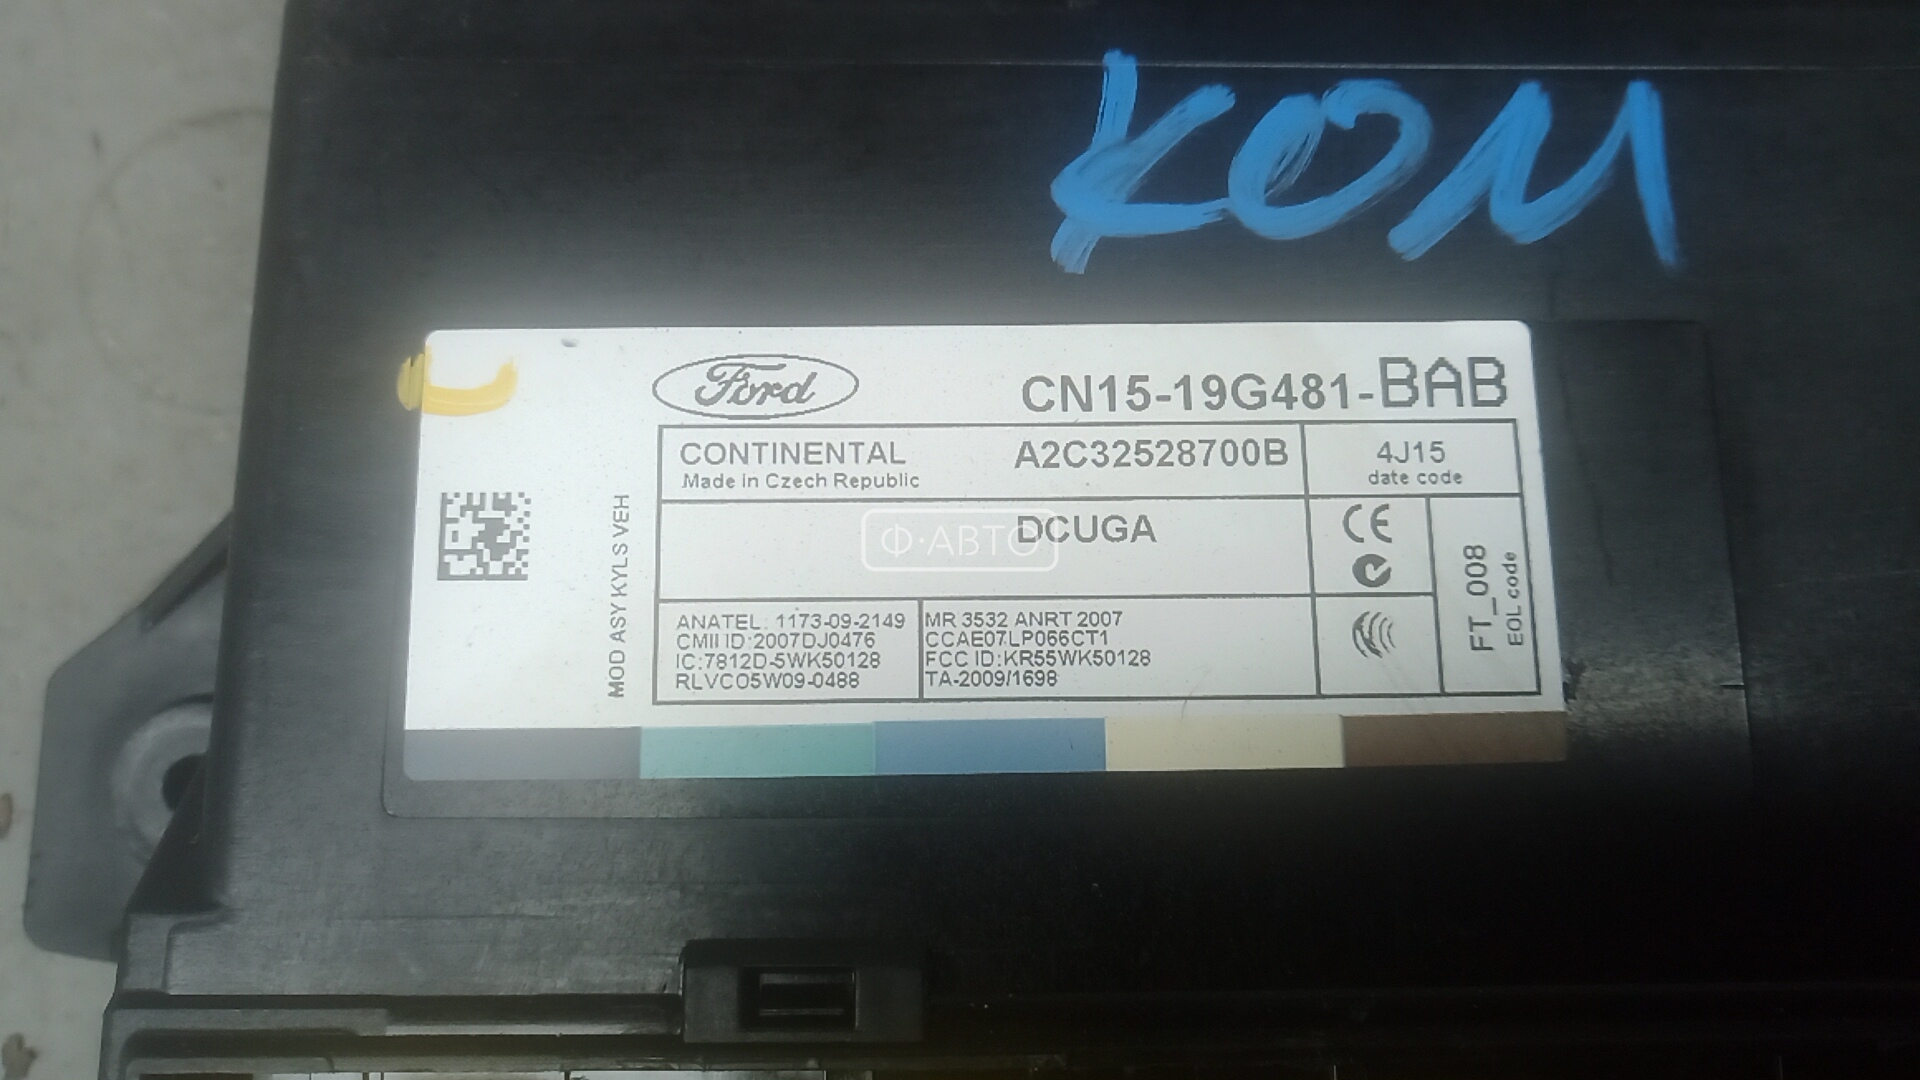 КОМ
Ford
CN15-19G481-BAB
CONTINENTAL A2C32528700B 4J15
Made in Czech Republic date code
MOD ASY KYLS VEH
DCUGA
Ф·АВТО
CE
FT_008
EOL code
ANATEL: 1173-09-2149
CMII ID:2007DJ0476
IC:7812D-5WK50128
RLVCO5W09-0488
MR 3532 ANRT 2007
CCAE07LP066CT1
FCC ID:KR55WK50128
TA-2009/1698